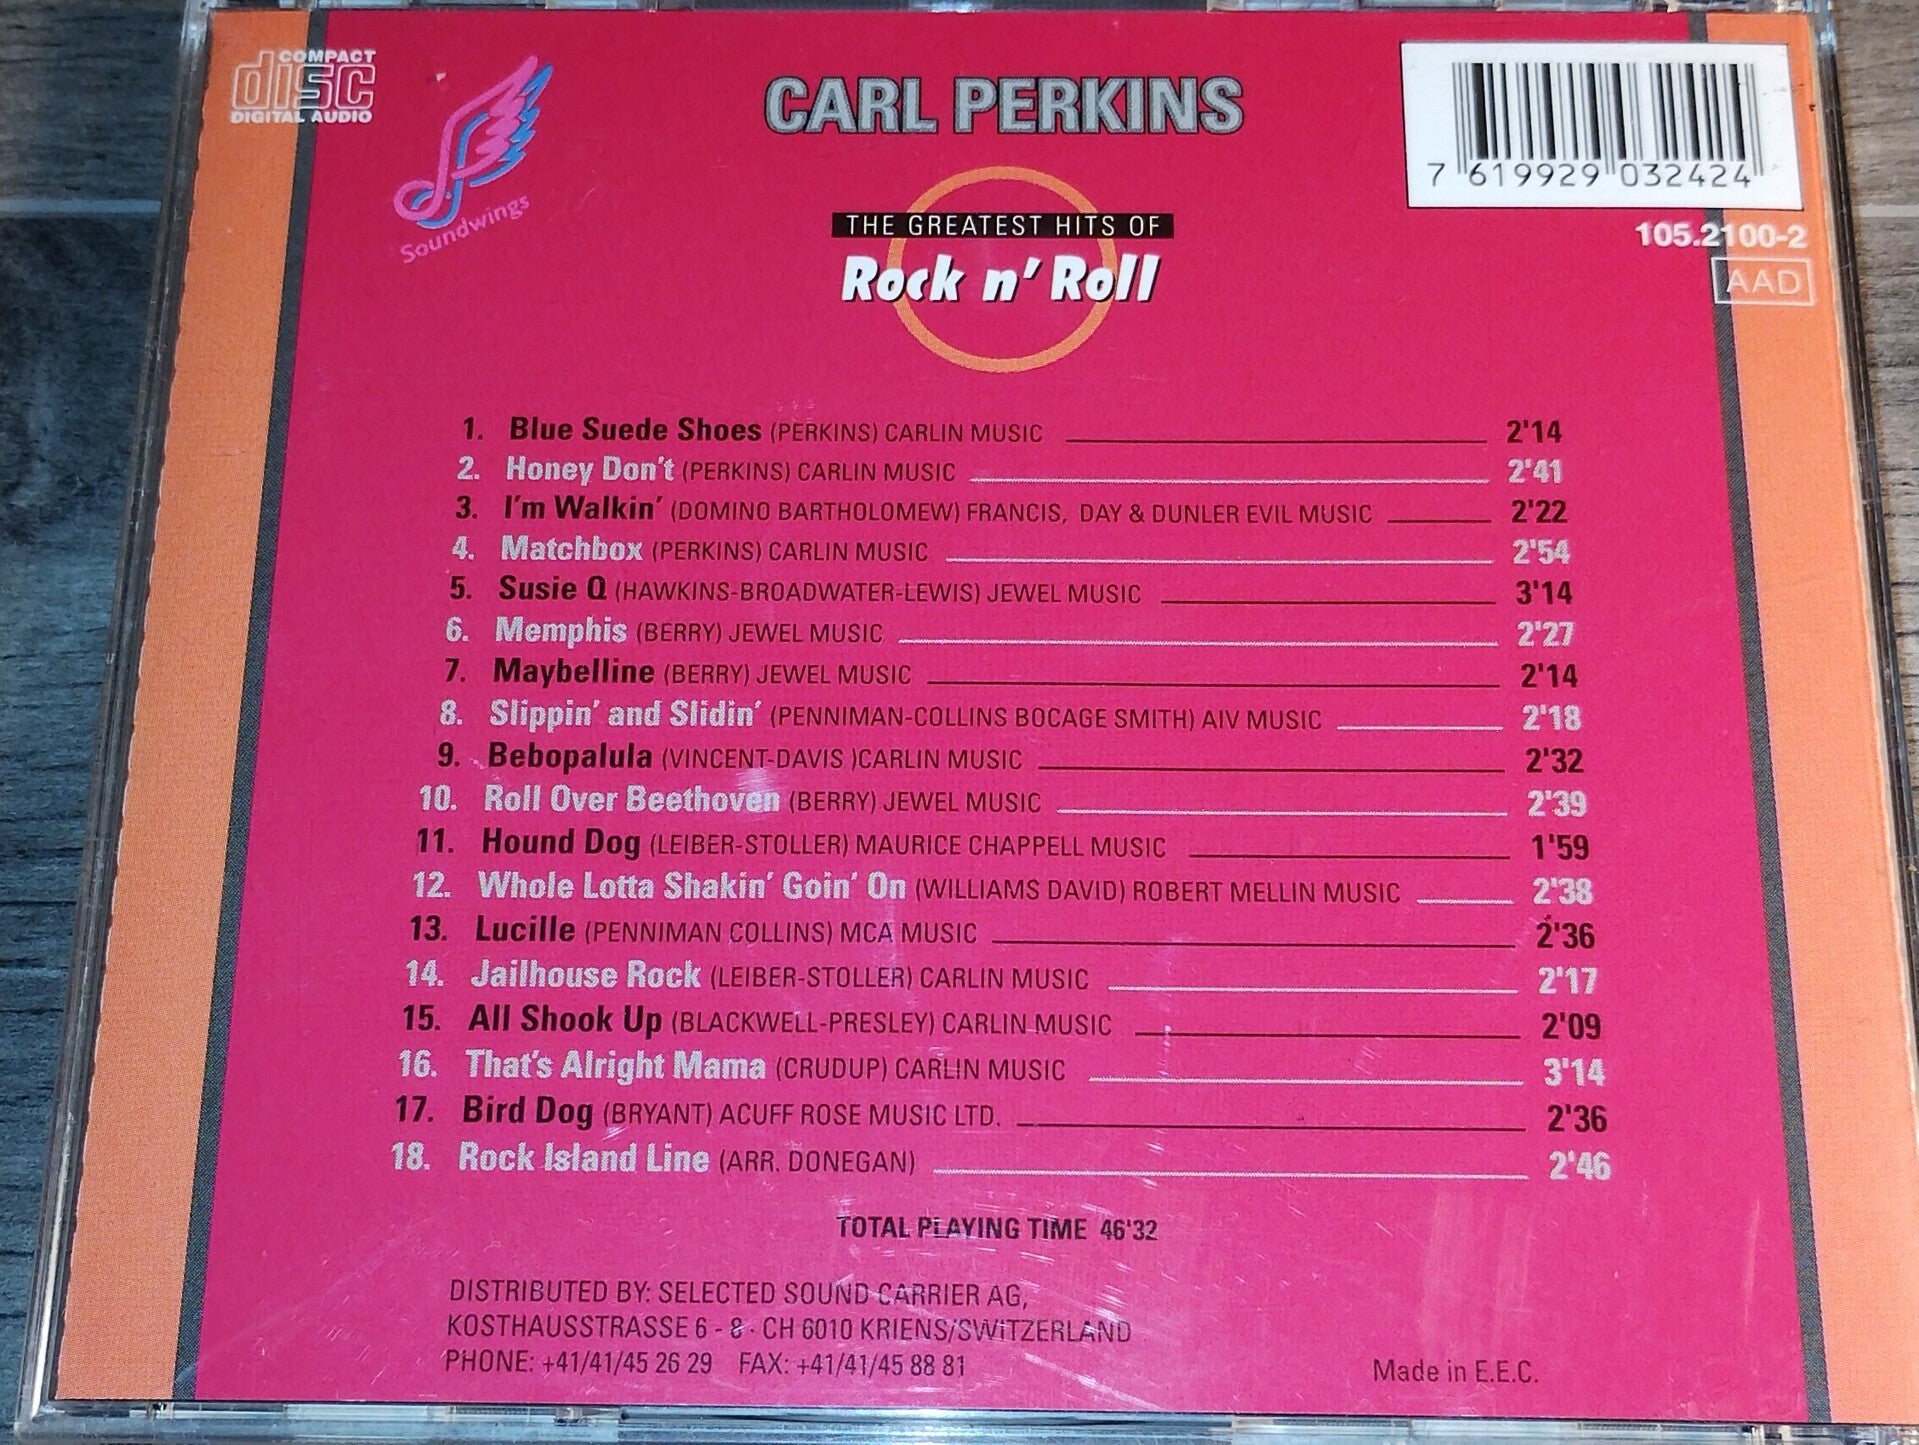 COMPACT
disc
DIGITAL AUDIO
Soundwings
CARL PERKINS
THE GREATEST HITS OF
Rock n' Roll
7 619929 032424
105.2100-2
AAD
1. Blue Suede Shoes (PERKINS) CARLIN MUSIC 2'14
2. Honey Don't (PERKINS) CARLIN MUSIC 2'41
3. I'm Walkin' (DOMINO BARTHOLOMEW) FRANCIS, DAY & DUNLER EVIL MUSIC 2'22
4. Matchbox (PERKINS) CARLIN MUSIC 2'54
5. Susie Q (HAWKINS-BROADWATER-LEWIS) JEWEL MUSIC 3'14
6. Memphis (BERRY) JEWEL MUSIC 2'27
7. Maybelline (BERRY) JEWEL MUSIC 2'14
8. Slippin' and Slidin' (PENNIMAN-COLLINS BOCAGE SMITH) AIV MUSIC 2'18
9. Bebopalula (VINCENT-DAVIS )CARLIN MUSIC 2'32
10. Roll Over Beethoven (BERRY) JEWEL MUSIC 2'39
11. Hound Dog (LEIBER-STOLLER) MAURICE CHAPPELL MUSIC 1'59
12. Whole Lotta Shakin' Goin' On (WILLIAMS DAVID) ROBERT MELLIN MUSIC 2'38
13. Lucille (PENNIMAN COLLINS) MCA MUSIC 2'36
14. Jailhouse Rock (LEIBER-STOLLER) CARLIN MUSIC 2'17
15. All Shook Up (BLACKWELL-PRESLEY) CARLIN MUSIC 2'09
16. That's Alright Mama (CRUDUP) CARLIN MUSIC 3'14
17. Bird Dog (BRYANT) ACUFF ROSE MUSIC LTD. 2'36
18. Rock Island Line (ARR. DONEGAN) 2'46
TOTAL PLAYING TIME 46'32
DISTRIBUTED BY: SELECTED SOUND CARRIER AG,
KOSTHAUSSTRASSE 6 - 8 · CH 6010 KRIENS/SWITZERLAND
PHONE: +41/41/45 26 29 FAX: +41/41/45 88 81
Made in E.E.C.